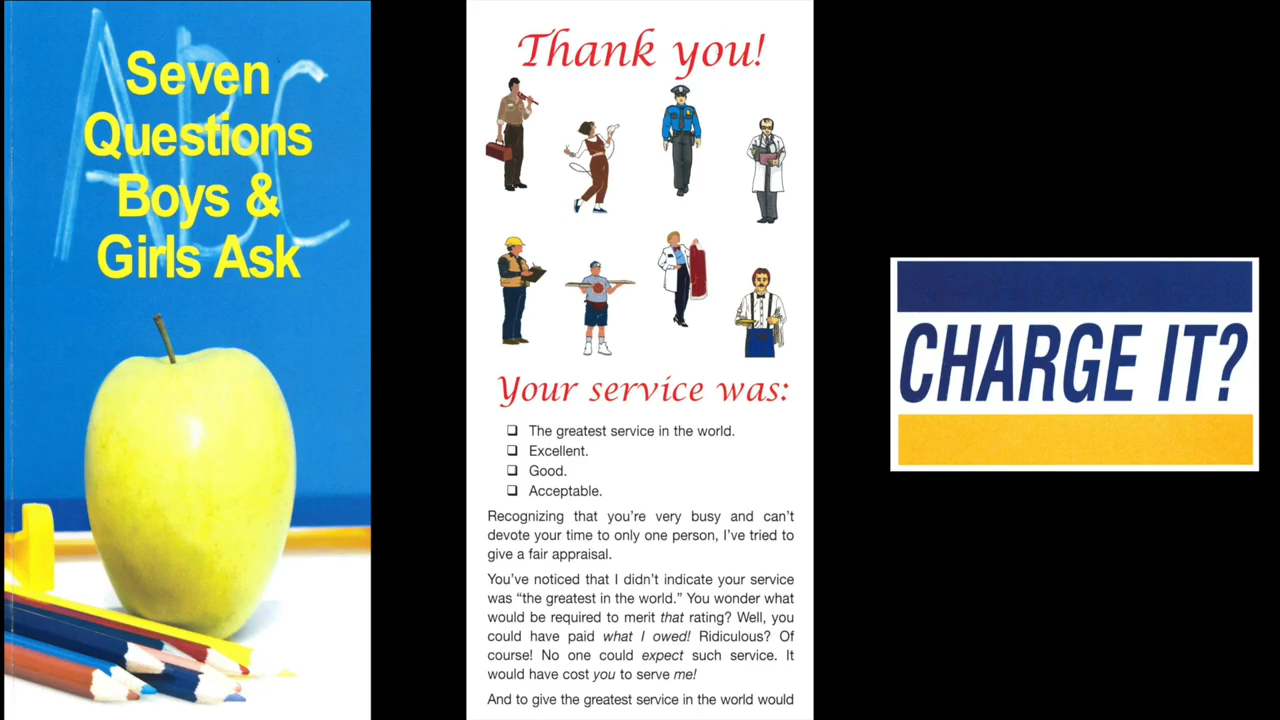 ABC
Seven
Questions
Boys &
Girls Ask
Thank you!
Your service was:
❑ The greatest service in the world.
❑ Excellent.
❑ Good.
❑ Acceptable.
Recognizing that you're very busy and can't
devote your time to only one person, I've tried to
give a fair appraisal.
You've noticed that I didn't indicate your service
was “the greatest in the world.” You wonder what
would be required to merit that rating? Well, you
could have paid what I owed! Ridiculous? Of
course! No one could expect such service. It
would have cost you to serve me!
And to give the greatest service in the world would
CHARGE IT?